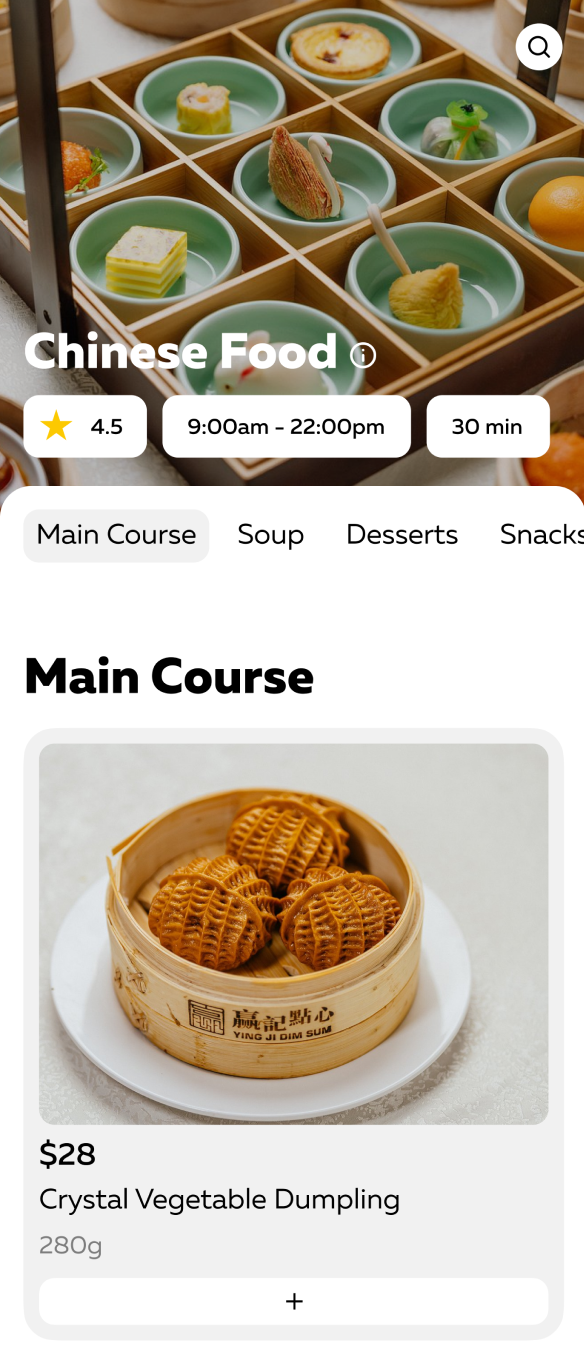 Chinese Food
4.5
9:00am - 22:00pm
30 min
Main Course
Soup
Desserts
Snacks
Main Course
赢記點心
YING JI DIM SUM
$28
Crystal Vegetable Dumpling
280g
+